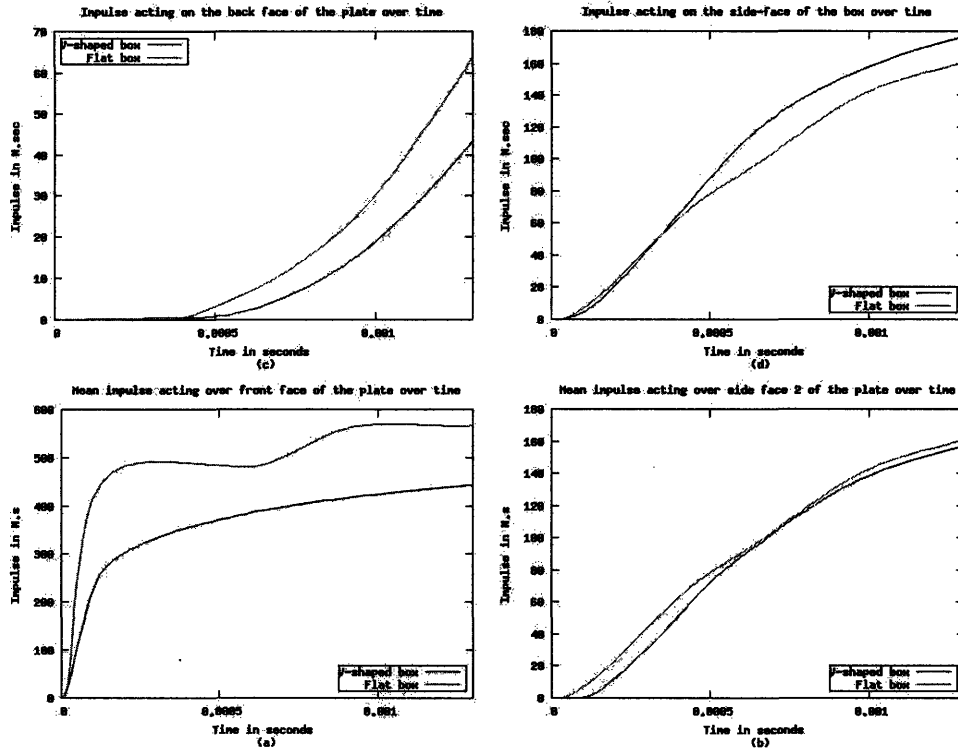 Impulse acting on the back face of the plate over time
70
60
50
40
30
20
10
0
Impulse in N.sec
V-shaped box
Flat box
0
0.0005
0.001
Time in seconds
(c)
Impulse acting on the side-face of the box over time
180
160
140
120
100
80
60
40
20
0
Impulse in N.sec
V-shaped box
Flat box
0
0.0005
0.001
Time in seconds
(d)
Mean impulse acting over front face of the plate over time
600
500
400
300
200
100
0
Impulse in N.s
V-shaped box
Flat box
0
0.0005
0.001
Time in seconds
(a)
Mean impulse acting over side face 2 of the plate over time
180
160
140
120
100
80
60
40
20
0
Impulse in N.s
V-shaped box
Flat box
0
0.0005
0.001
Time in seconds
(b)